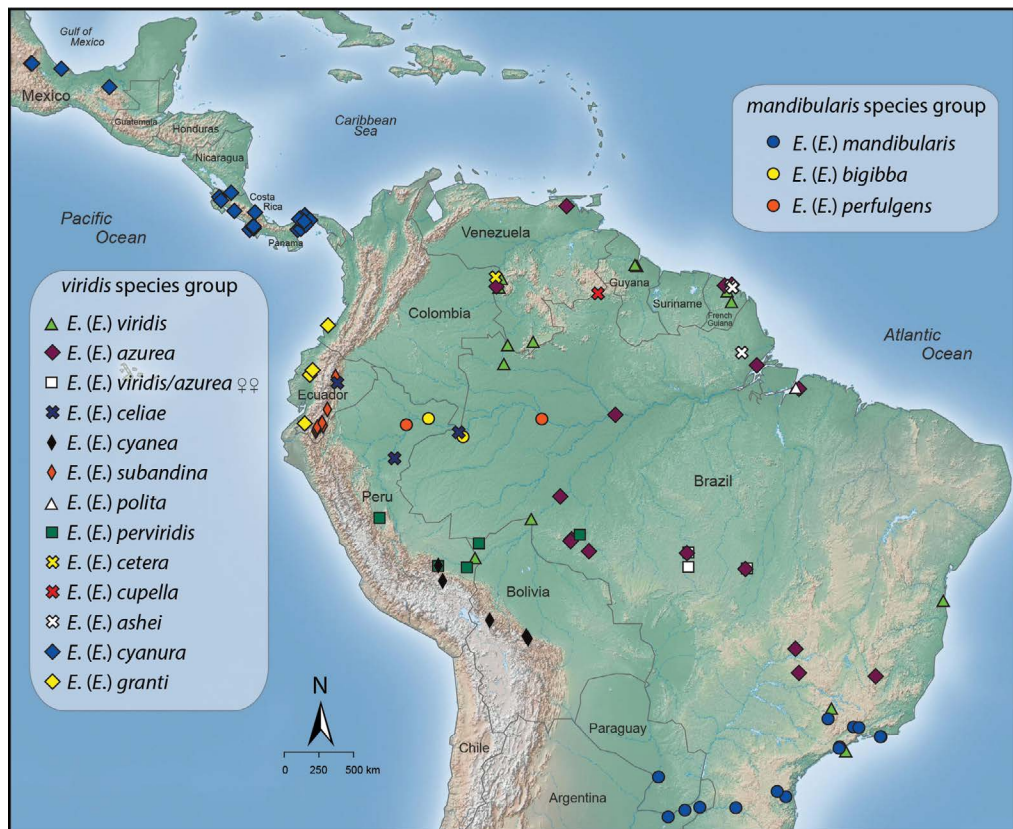 Gulf of
Mexico
Mexico
Guatemala
Honduras
Nicaragua
Costa
Rica
Panama
Caribbean
Sea
Pacific
Ocean
mandibularis species group
E. (E.) mandibularis
E. (E.) bigibba
E. (E.) perfulgens
viridis species group
E. (E.) viridis
E. (E.) azurea
E. (E.) viridis/azurea ♀♀
E. (E.) celiae
E. (E.) cyanea
E. (E.) subandina
E. (E.) polita
E. (E.) perviridis
E. (E.) cetera
E. (E.) cupella
E. (E.) ashei
E. (E.) cyanura
E. (E.) granti
Venezuela
Guyana
Suriname
French
Guiana
Colombia
Atlantic
Ocean
Ecuador
Peru
Brazil
Bolivia
Paraguay
Chile
Argentina
N
0 250 500 km